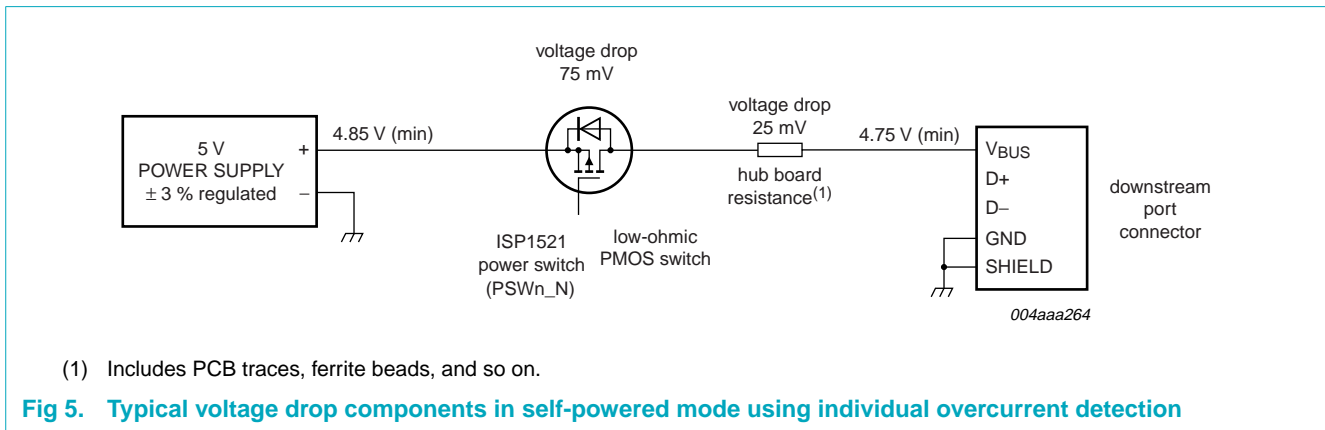 voltage drop
75 mV
voltage drop
25 mV
4.85 V (min)
4.75 V (min)
5 V
POWER SUPPLY
± 3 % regulated
+
−
hub board
resistance(1)
VBUS
D+
D−
GND
SHIELD
downstream
port
connector
ISP1521
power switch
(PSWn_N)
low-ohmic
PMOS switch
004aaa264
(1) Includes PCB traces, ferrite beads, and so on.
Fig 5. Typical voltage drop components in self-powered mode using individual overcurrent detection